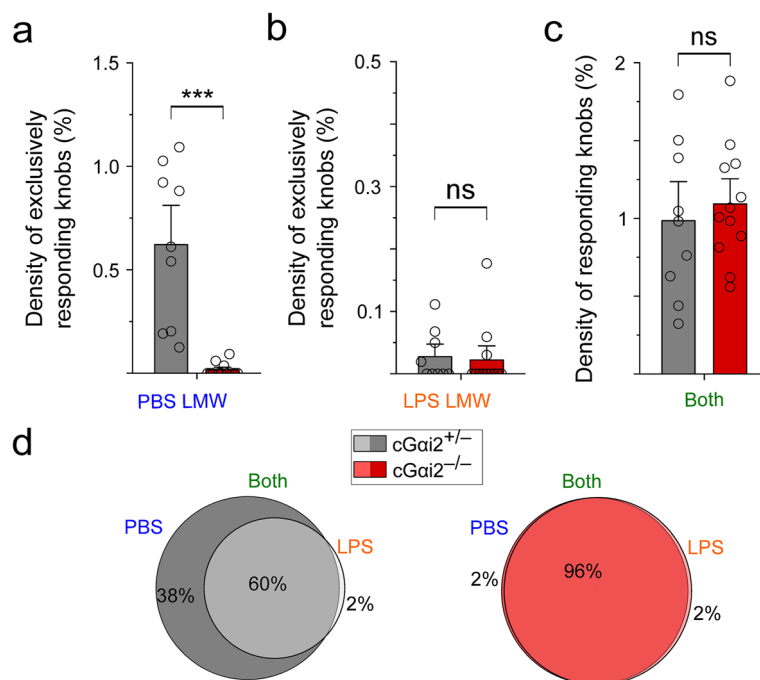 a
Density of exclusively
responding knobs (%)
1.5
1.0
0.5
***
PBS LMW
b
Density of exclusively
responding knobs (%)
0.5
0.3
0.1
ns
LPS LMW
c
Density of responding knobs (%)
2
1
ns
Both
d
cGαi2+/–
cGαi2–/–
Both
PBS
LPS
38%
60%
2%
Both
PBS
LPS
2%
96%
2%